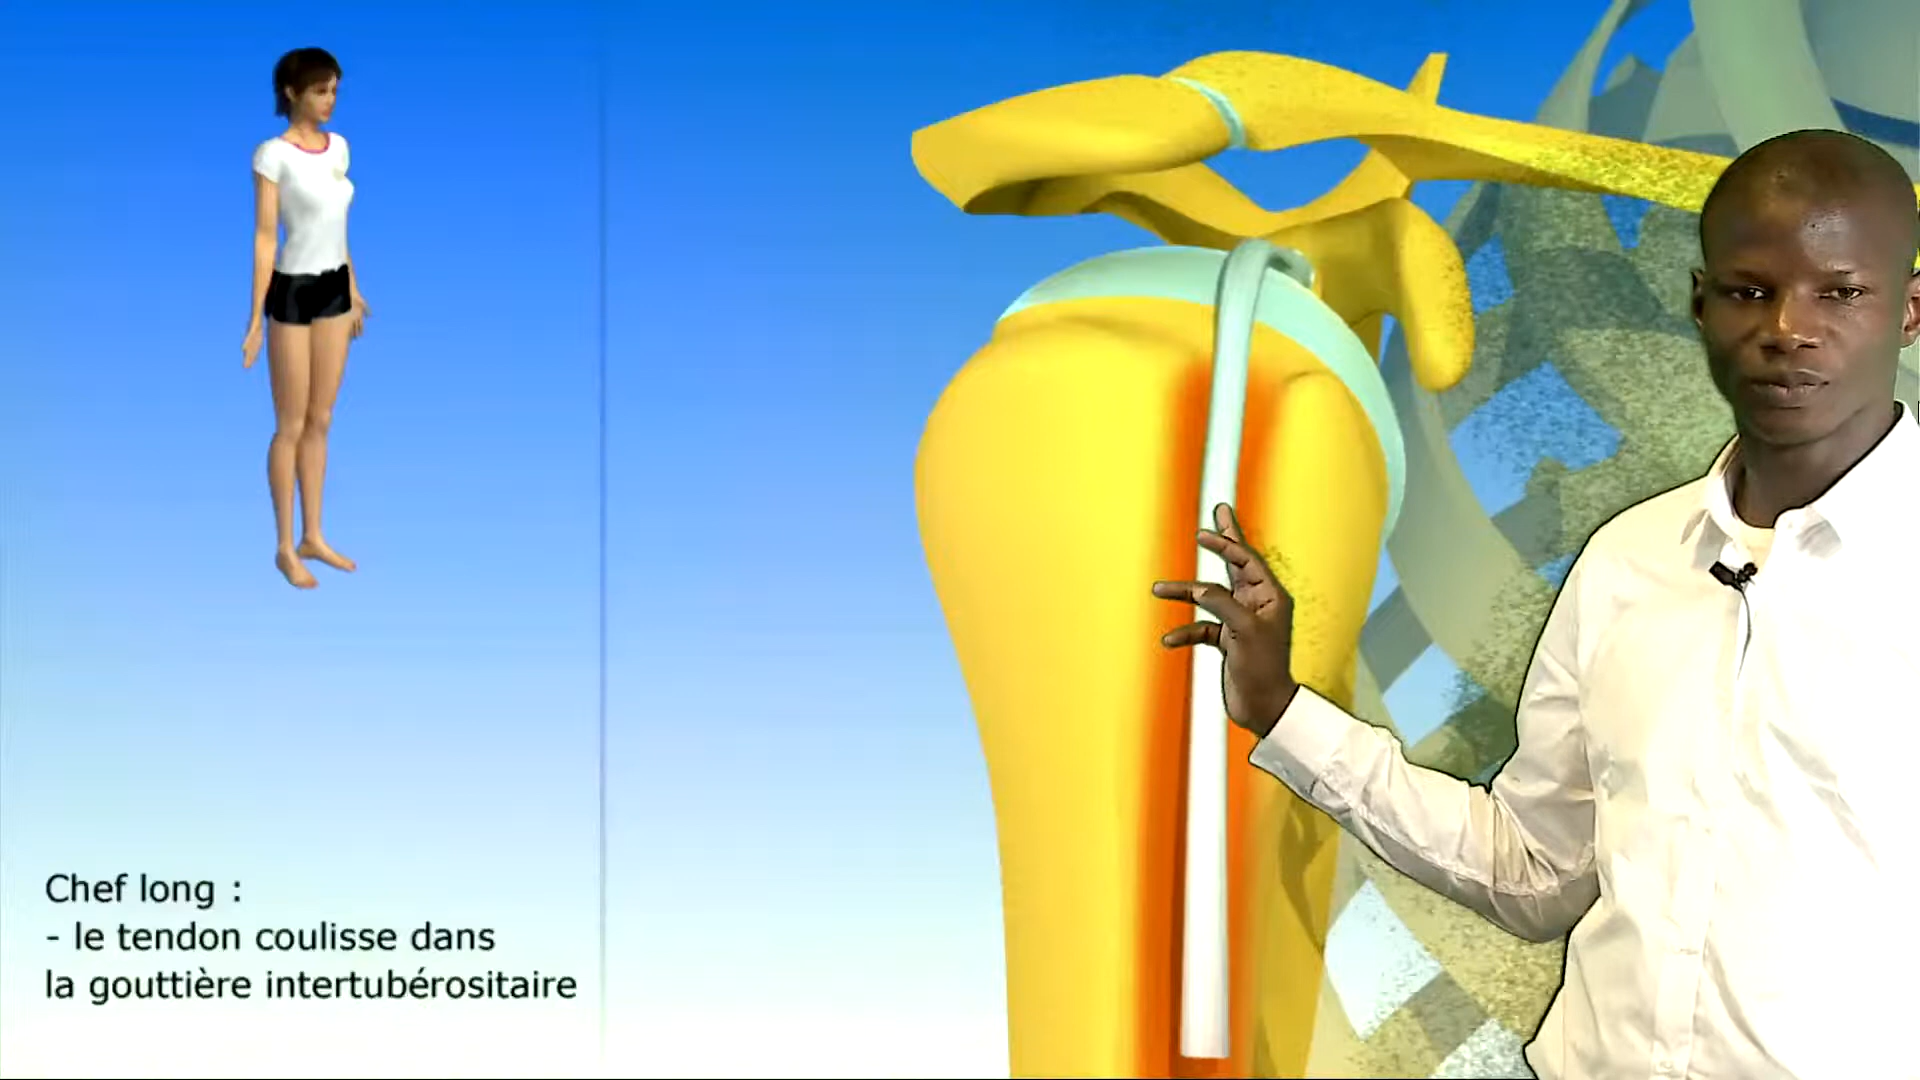 Chef long :
- le tendon coulisse dans
la gouttière intertubérositaire